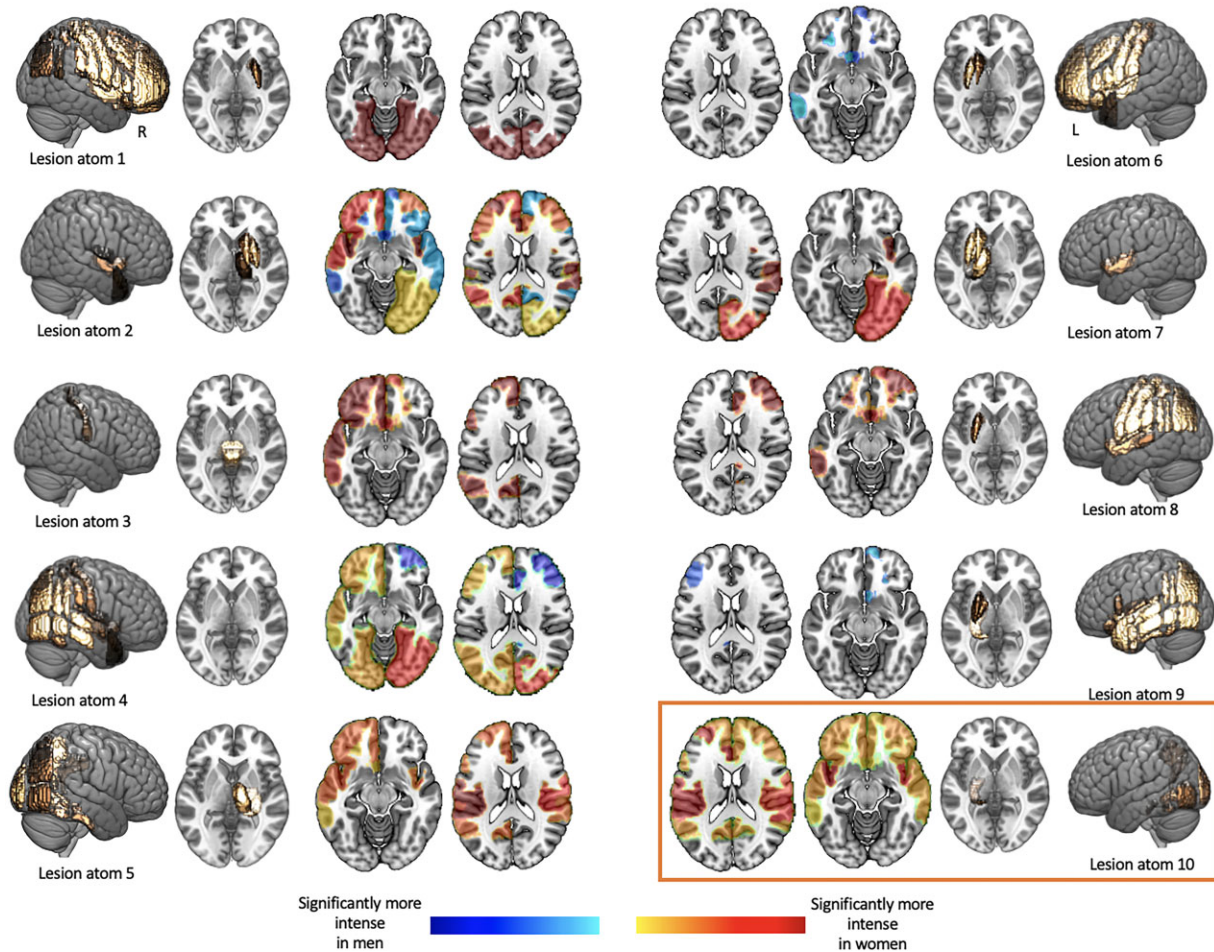 R
L
Lesion atom 1
Lesion atom 6
Lesion atom 2
Lesion atom 7
Lesion atom 3
Lesion atom 8
Lesion atom 4
Lesion atom 9
Lesion atom 5
Lesion atom 10
Significantly more
intense
in men
Significantly more
intense
in women